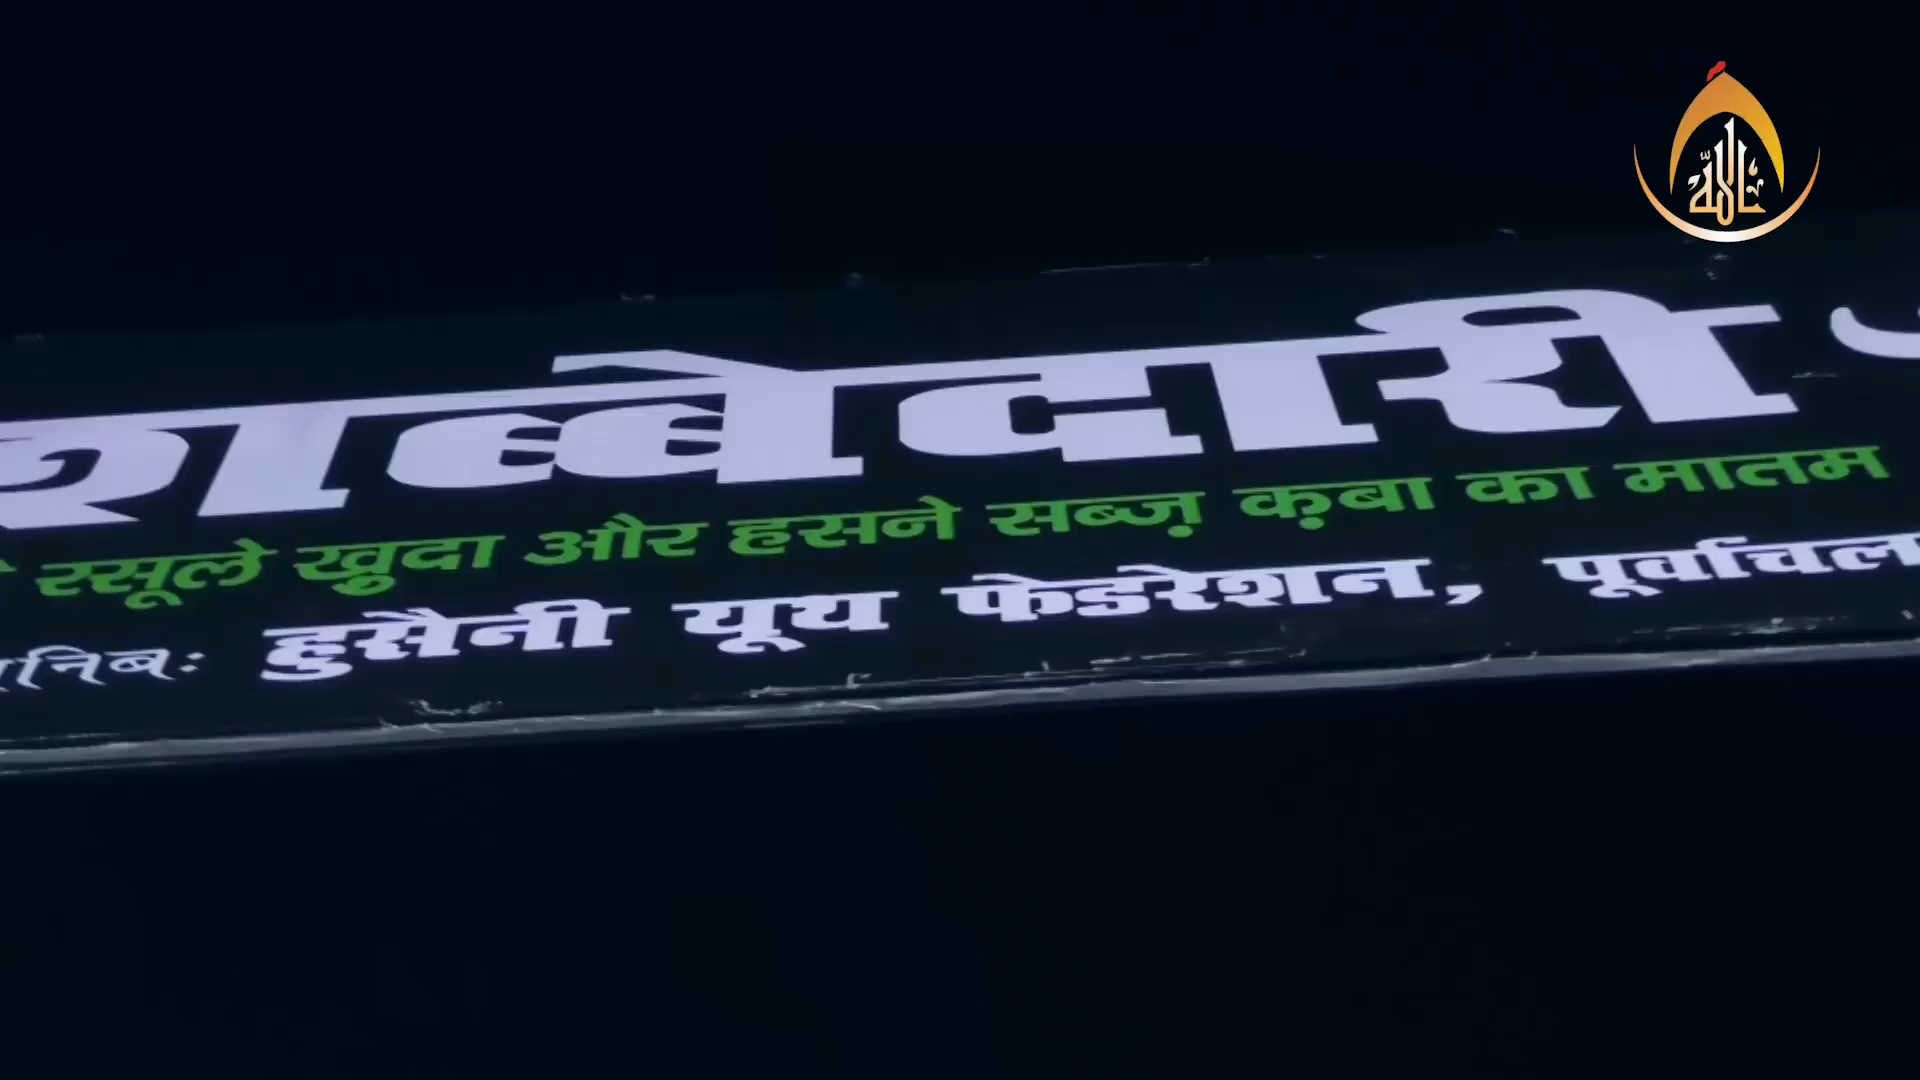 शब्बेदारी
रसूले ख़ुदा और हसने सब्ज़ क़बा का मातम
हुसैनी यूथ फेडरेशन, पूर्वांचल